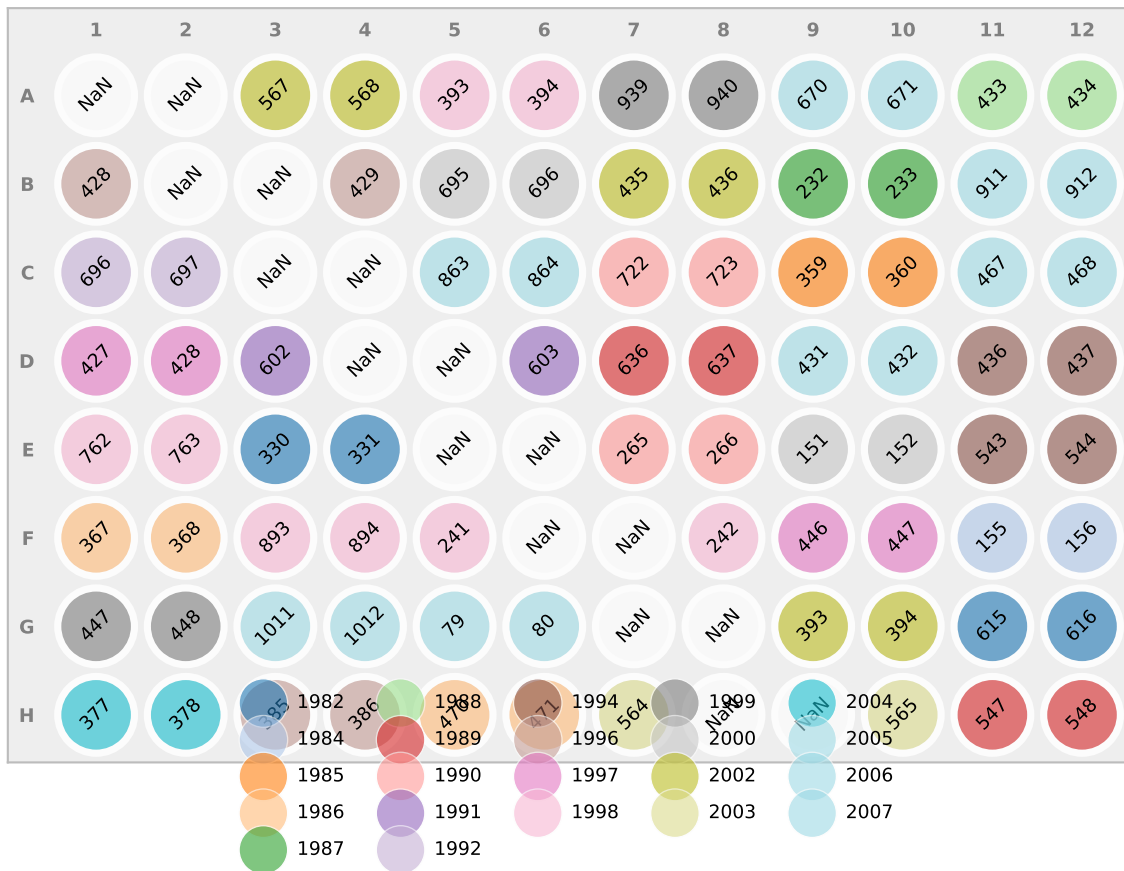 1 2 3 4 5 6 7 8 9 10 11 12
A NaN NaN 567 568 393 394 939 940 670 671 433 434
B 428 NaN NaN 429 695 696 435 436 232 233 911 912
C 696 697 NaN NaN 863 864 722 723 359 360 467 468
D 427 428 602 NaN NaN 603 636 637 431 432 436 437
E 762 763 330 331 NaN NaN 265 266 151 152 543 544
F 367 368 893 894 241 NaN NaN 242 446 447 155 156
G 447 448 1011 1012 79 80 NaN NaN 393 394 615 616
H 377 378 385 386 470 471 564 NaN NaN 565 547 548
1982 1988 1994 1999 2004
1984 1989 1996 2000 2005
1985 1990 1997 2002 2006
1986 1991 1998 2003 2007
1987 1992